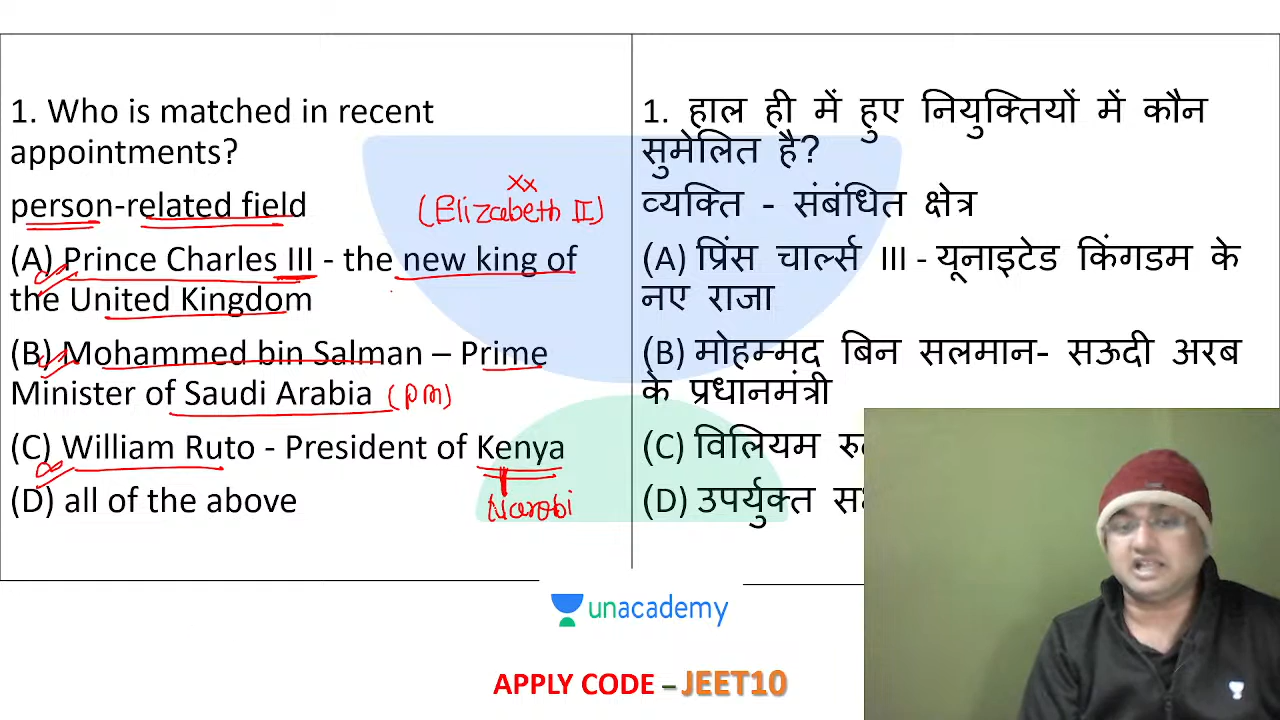 1. Who is matched in recent
appointments?
person-related field
xx
(Elizabeth II)
(A) Prince Charles III - the new king of
the United Kingdom
(B) Mohammed bin Salman – Prime
Minister of Saudi Arabia (PM)
(C) William Ruto - President of Kenya
(D) all of the above
Narobi
1. हाल ही में हुए नियुक्तियों में कौन
सुमेलित है?
व्यक्ति - संबंधित क्षेत्र
(A) प्रिंस चार्ल्स III - यूनाइटेड किंगडम के
नए राजा
(B) मोहम्मद बिन सलमान- सऊदी अरब
के प्रधानमंत्री
(C) विलियम
(D) उपर्युक्त
unacademy
APPLY CODE – JEET10